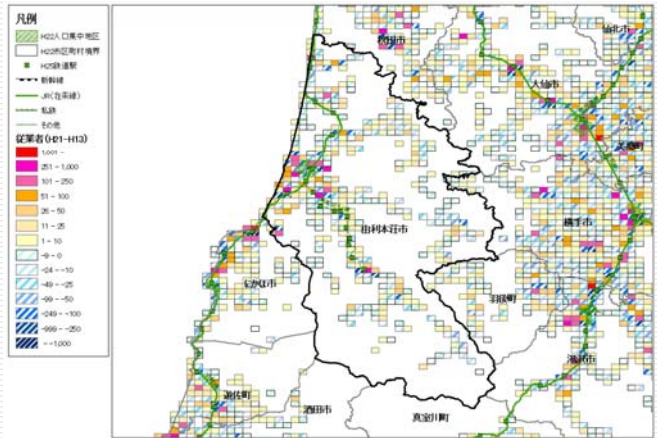 凡例
H22人口集中地区
H22市区町村境界
H25鉄道駅
新幹線
JR(在来線)
私鉄
その他
従業者(H21-H13)
1,001 -
251 - 1,000
101 - 250
51 - 100
26 - 50
11 - 25
1 - 10
-9 - 0
-24 - -10
-49 - -25
-99 - -50
-249 - -100
-999 - -250
- -1,000
秋田市
仙北市
大仙市
美郷町
由利本荘市
横手市
にかほ市
羽後町
湯沢市
遊佐町
酒田市
真室川町